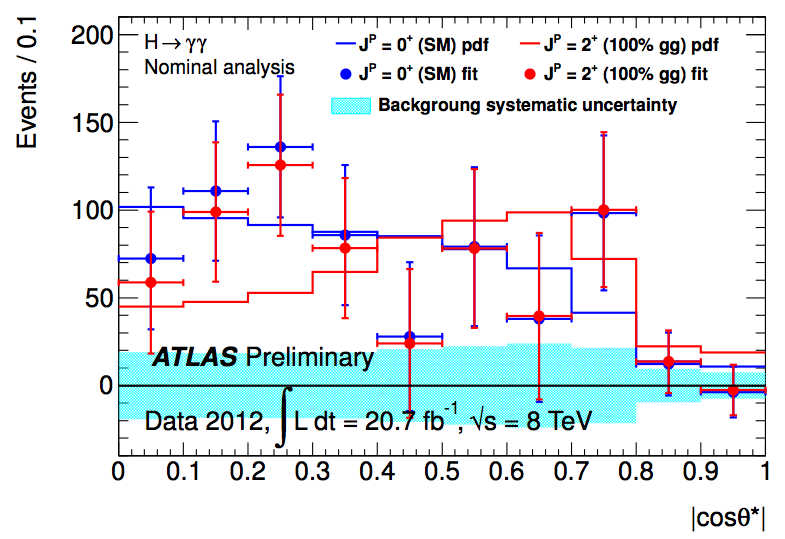 Events / 0.1
200
150
100
50
0
H → γγ
Nominal analysis
J^P = 0^+ (SM) pdf
J^P = 2^+ (100% gg) pdf
J^P = 0^+ (SM) fit
J^P = 2^+ (100% gg) fit
Backgroung systematic uncertainty
ATLAS Preliminary
Data 2012, ∫ L dt = 20.7 fb^-1, √s = 8 TeV
0 0.1 0.2 0.3 0.4 0.5 0.6 0.7 0.8 0.9 1
|cosθ*|